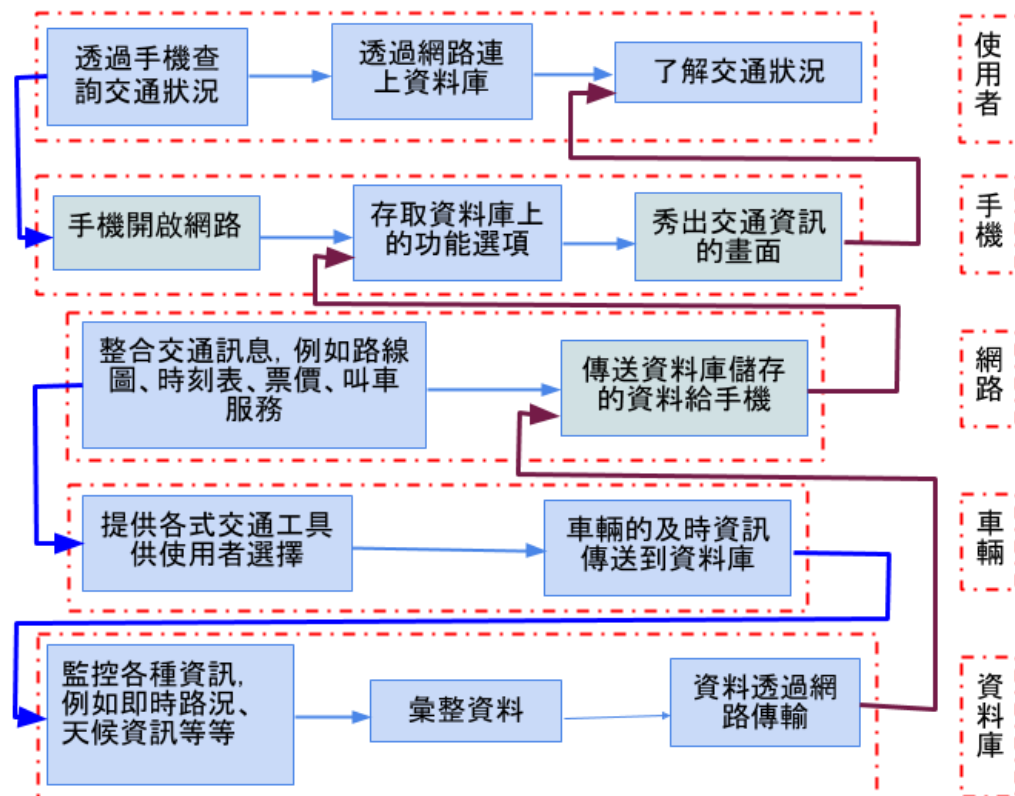 透過手機查
詢交通狀況
透過網路連
上資料庫
了解交通狀況
使
用
者
手機開啟網路
存取資料庫上
的功能選項
秀出交通資訊
的畫面
手
機
整合交通訊息, 例如路線
圖、時刻表、票價、叫車
服務
傳送資料庫儲存
的資料給手機
網
路
提供各式交通工具
供使用者選擇
車輛的及時資訊
傳送到資料庫
車
輛
監控各種資訊,
例如即時路況、
天候資訊等等
彙整資料
資料透過網
路傳輸
資
料
庫